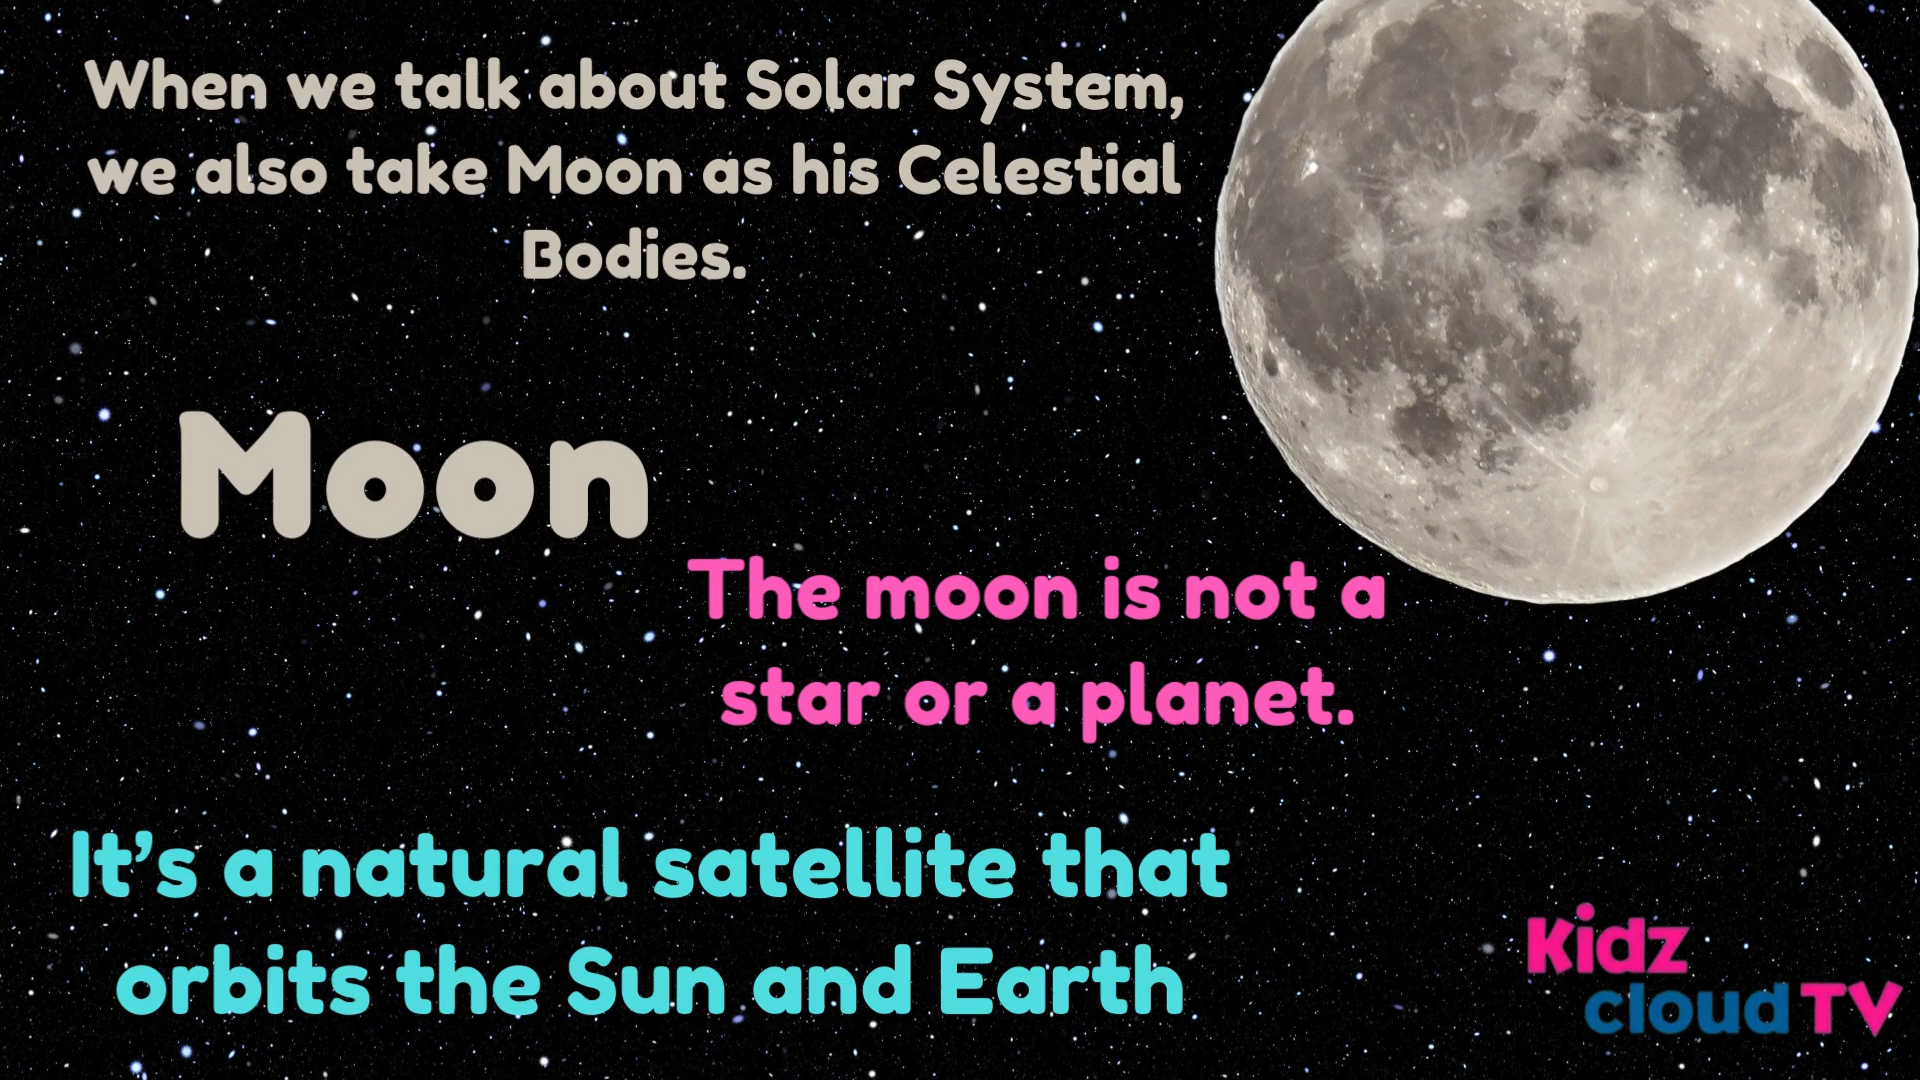 When we talk about Solar System,
we also take Moon as his Celestial
Bodies.
Moon
The moon is not a
star or a planet.
It's a natural satellite that
orbits the Sun and Earth
Kidz
cloud TV